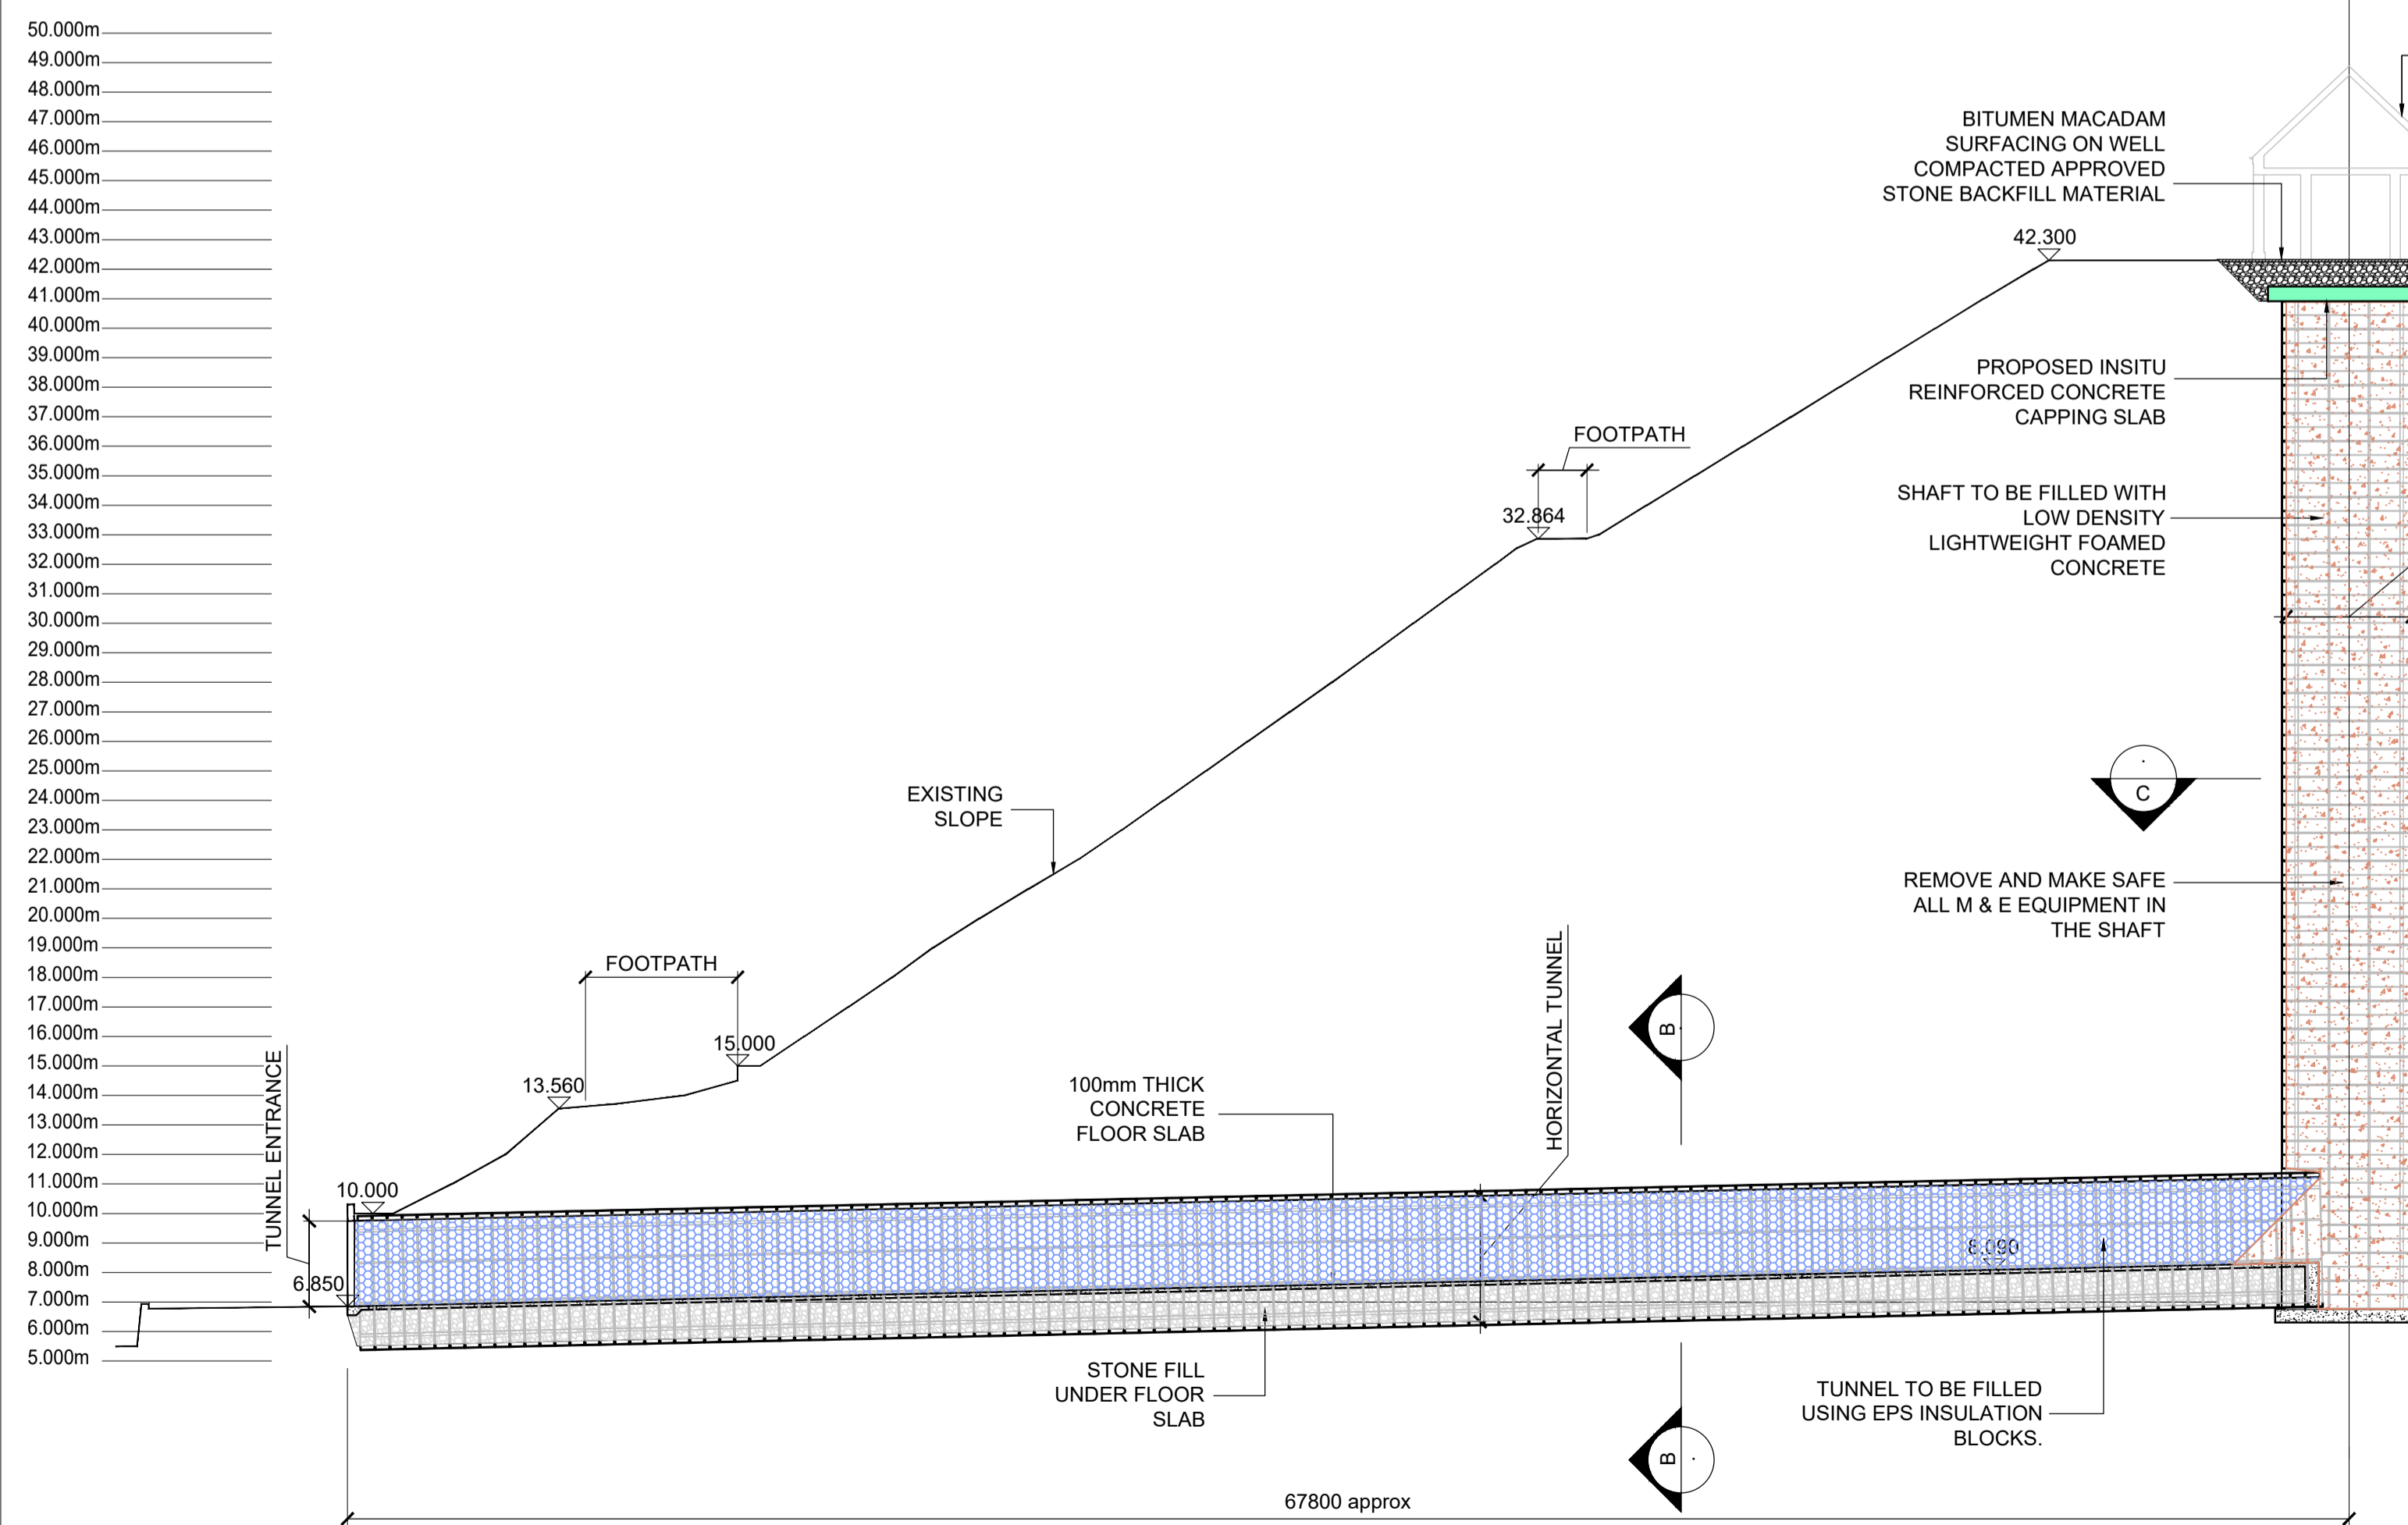 50.000m
49.000m
48.000m
47.000m
46.000m
45.000m
44.000m
43.000m
42.000m
41.000m
40.000m
39.000m
38.000m
37.000m
36.000m
35.000m
34.000m
33.000m
32.000m
31.000m
30.000m
29.000m
28.000m
27.000m
26.000m
25.000m
24.000m
23.000m
22.000m
21.000m
20.000m
19.000m
18.000m
17.000m
16.000m
15.000m
14.000m
13.000m
12.000m
11.000m
10.000m
9.000m
8.000m
7.000m
6.000m
5.000m
TUNNEL ENTRANCE
6.850
10.000
13.560
FOOTPATH
15.000
EXISTING
SLOPE
100mm THICK
CONCRETE
FLOOR SLAB
STONE FILL
UNDER FLOOR
SLAB
HORIZONTAL TUNNEL
32.864
FOOTPATH
42.300
BITUMEN MACADAM
SURFACING ON WELL
COMPACTED APPROVED
STONE BACKFILL MATERIAL
PROPOSED INSITU
REINFORCED CONCRETE
CAPPING SLAB
SHAFT TO BE FILLED WITH
LOW DENSITY
LIGHTWEIGHT FOAMED
CONCRETE
C
REMOVE AND MAKE SAFE
ALL M & E EQUIPMENT IN
THE SHAFT
B
8.090
TUNNEL TO BE FILLED
USING EPS INSULATION
BLOCKS.
B
67800 approx